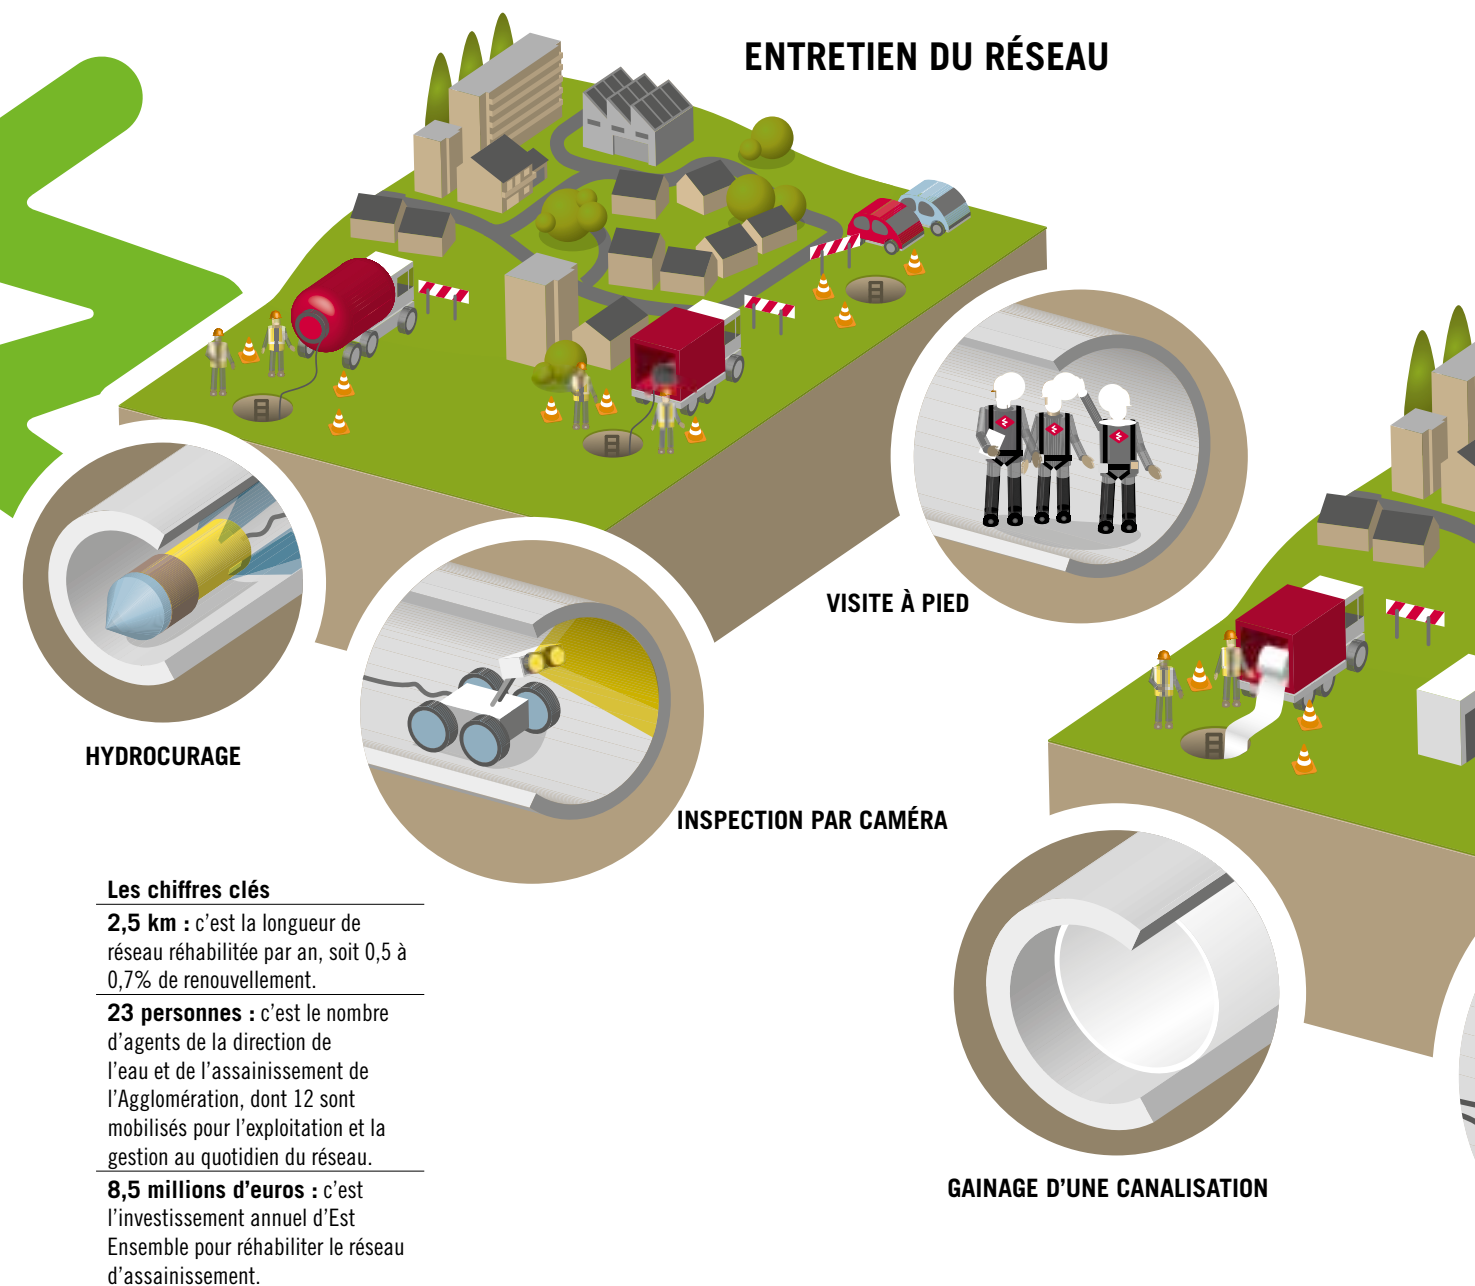 ENTRETIEN DU RÉSEAU
VISITE À PIED
HYDROCURAGE
INSPECTION PAR CAMÉRA
Les chiffres clés
2,5 km : c’est la longueur de
réseau réhabilitée par an, soit 0,5 à
0,7% de renouvellement.
23 personnes : c’est le nombre
d’agents de la direction de
l’eau et de l’assainissement de
l’Agglomération, dont 12 sont
mobilisés pour l’exploitation et la
gestion au quotidien du réseau.
8,5 millions d’euros : c’est
l’investissement annuel d’Est
Ensemble pour réhabiliter le réseau
d’assainissement.
GAINAGE D’UNE CANALISATION